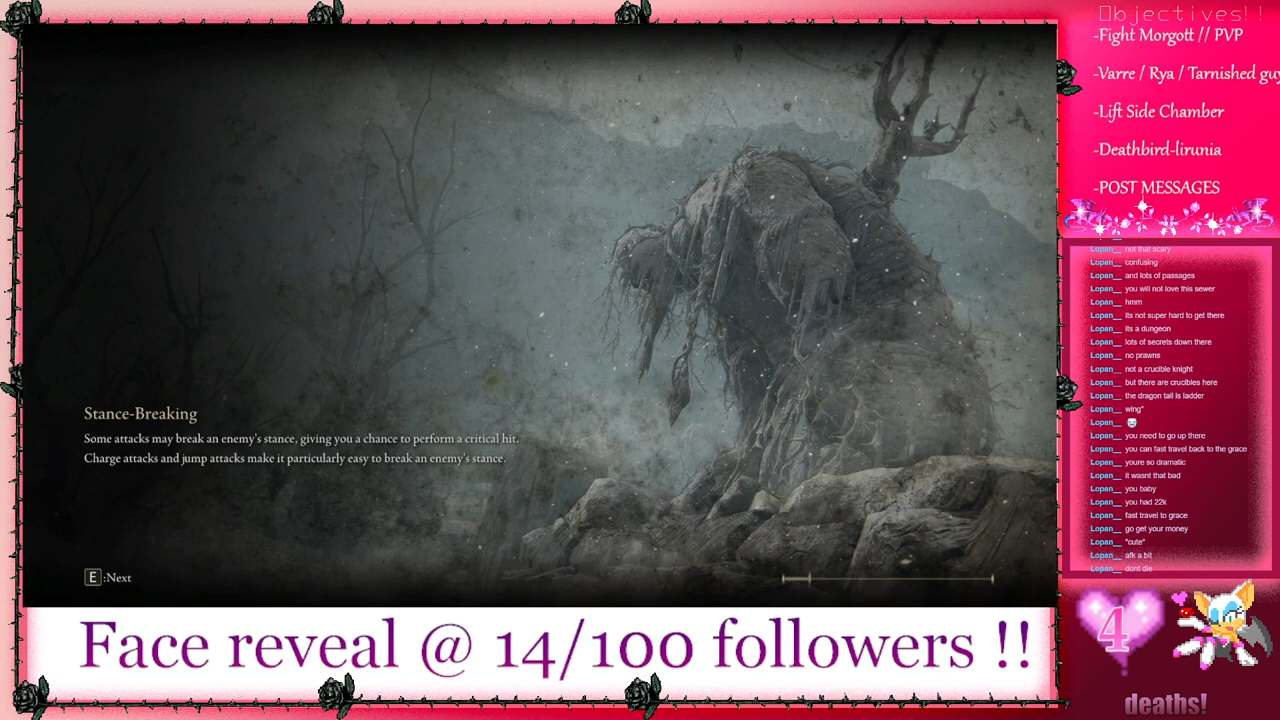 Objectives!!
-Fight Morgott // PVP
-Varre / Rya / Tarnished guy
-Lift Side Chamber
-Deathbird-lirunia
-POST MESSAGES
Lopan__ not that scary
Lopan__ confusing
Lopan__ and lots of passages
Lopan__ you will not love this sewer
Lopan__ hmm
Lopan__ its not super hard to get there
Lopan__ its a dungeon
Lopan__ lots of secrets down there
Lopan__ no prawns
Lopan__ not a crucible knight
Lopan__ but there are crucibles here
Lopan__ the dragon tail is ladder
Lopan__ wing*
Lopan__
Lopan__ you need to go up there
Lopan__ you can fast travel back to the grace
Lopan__ youre so dramatic
Lopan__ it wasnt that bad
Lopan__ you baby
Lopan__ you had 22k
Lopan__ fast travel to grace
Lopan__ go get your money
Lopan__ "cute"
Lopan__ afk a bit
Lopan__ dont die
Stance-Breaking
Some attacks may break an enemy's stance, giving you a chance to perform a critical hit.
Charge attacks and jump attacks make it particularly easy to break an enemy's stance.
E :Next
Face reveal @ 14/100 followers !!
4
deaths!